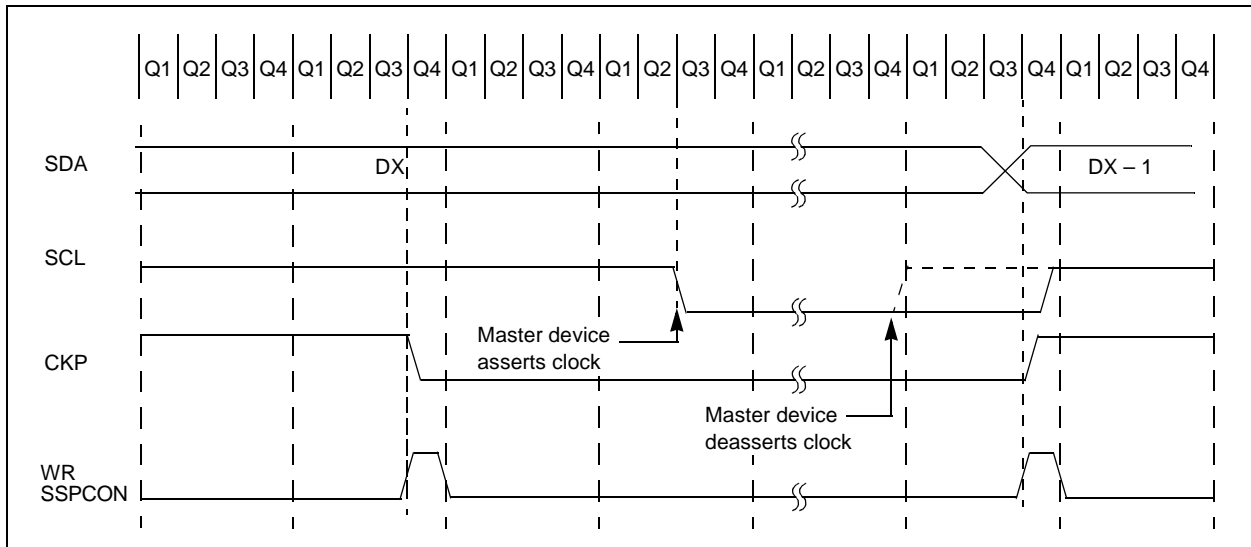 Q1 Q2 Q3 Q4 Q1 Q2 Q3 Q4 Q1 Q2 Q3 Q4 Q1 Q2 Q3 Q4 Q1 Q2 Q3 Q4 Q1 Q2 Q3 Q4 Q1 Q2 Q3 Q4
SDA
DX
DX – 1
SCL
Master device
asserts clock
CKP
Master device
deasserts clock
WR
SSPCON